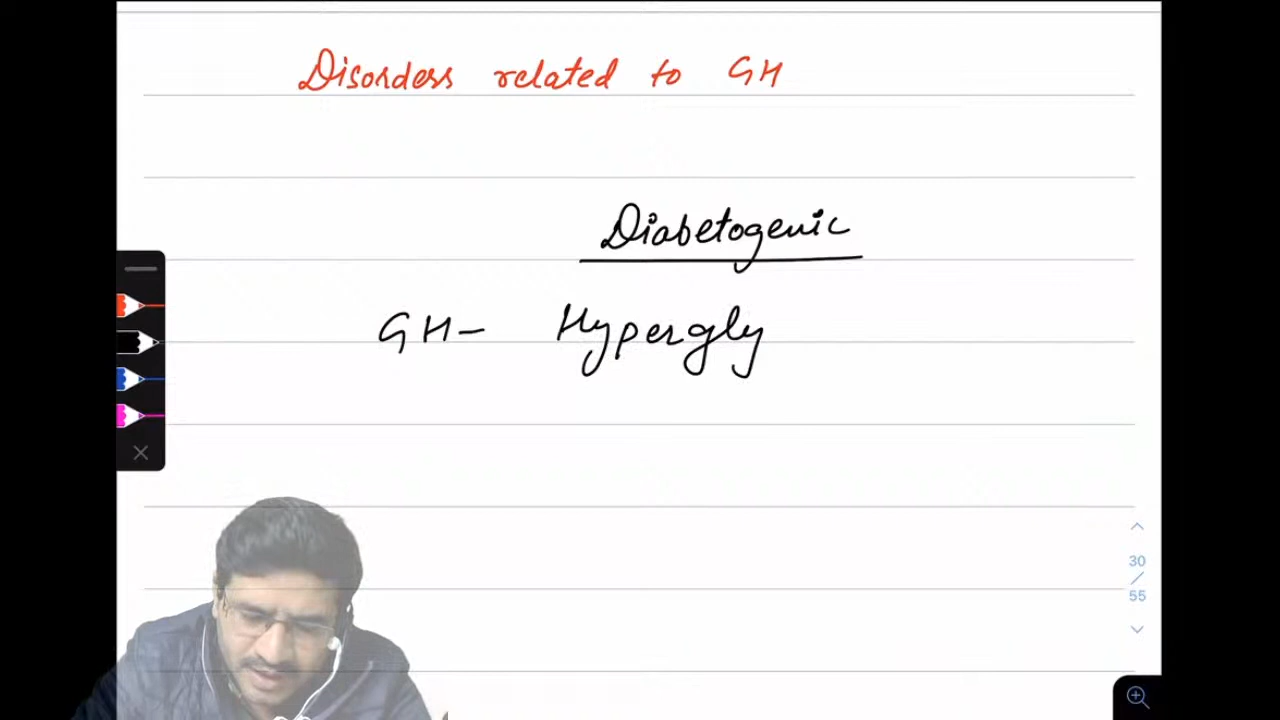 Disorders related to GH
Diabetogenic
GH- Hypergly
30
/
55